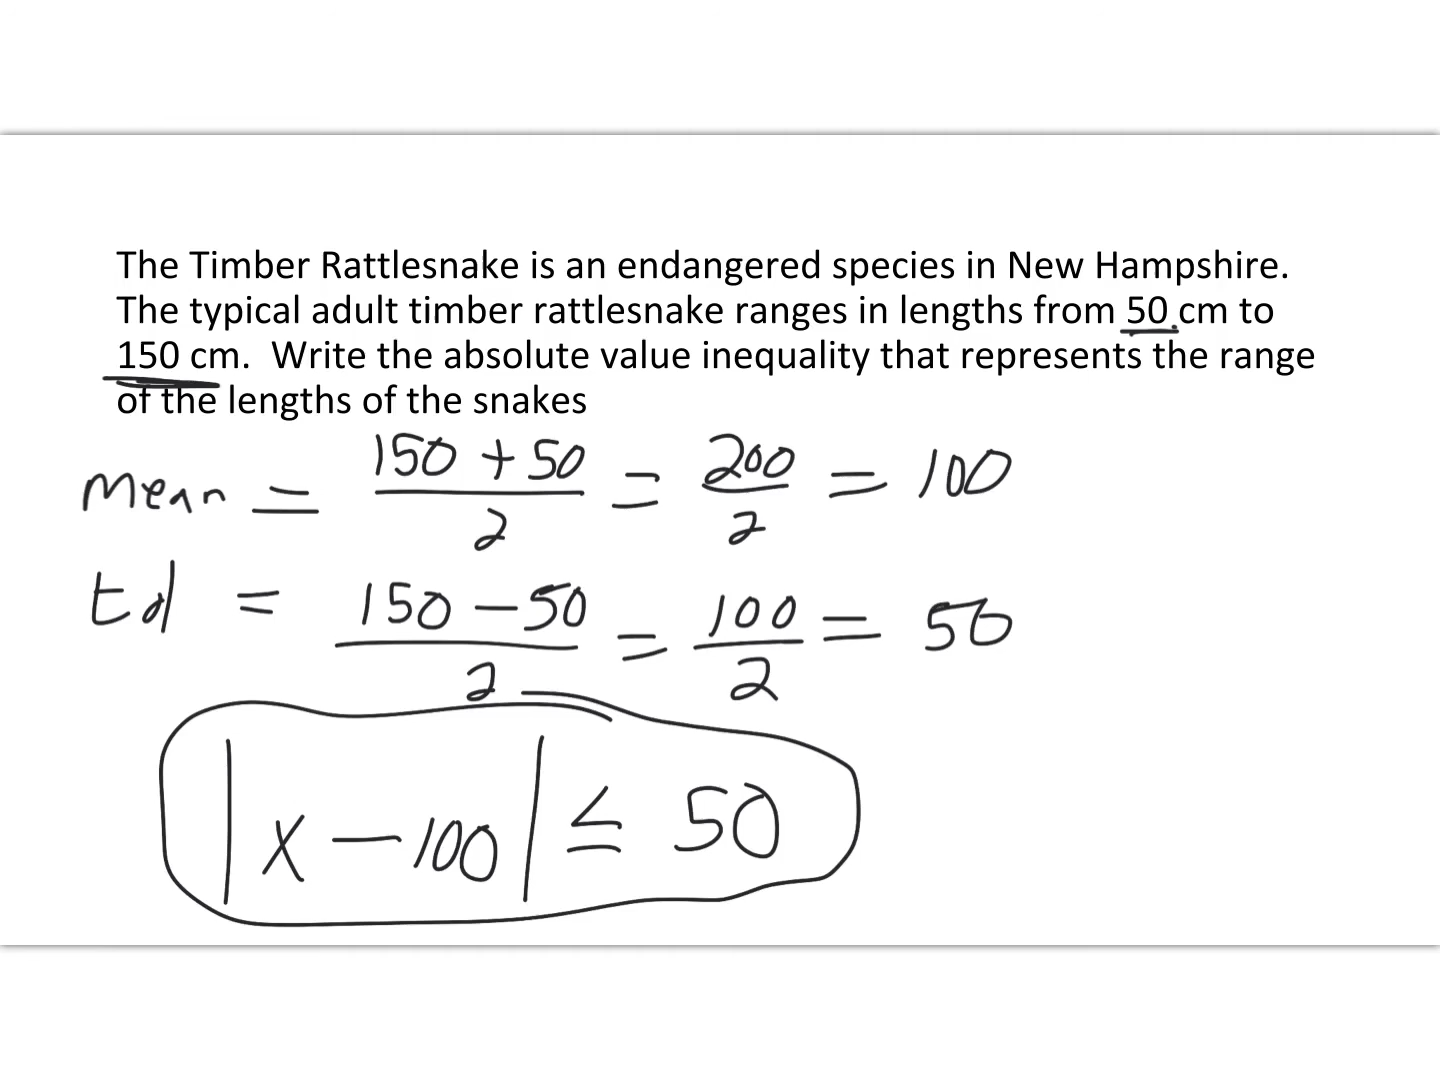 The Timber Rattlesnake is an endangered species in New Hampshire.
The typical adult timber rattlesnake ranges in lengths from 50 cm to
150 cm. Write the absolute value inequality that represents the range
of the lengths of the snakes
mean = (150 + 50)/2 = 200/2 = 100
td = (150 - 50)/2 = 100/2 = 50
|x - 100| ≤ 50